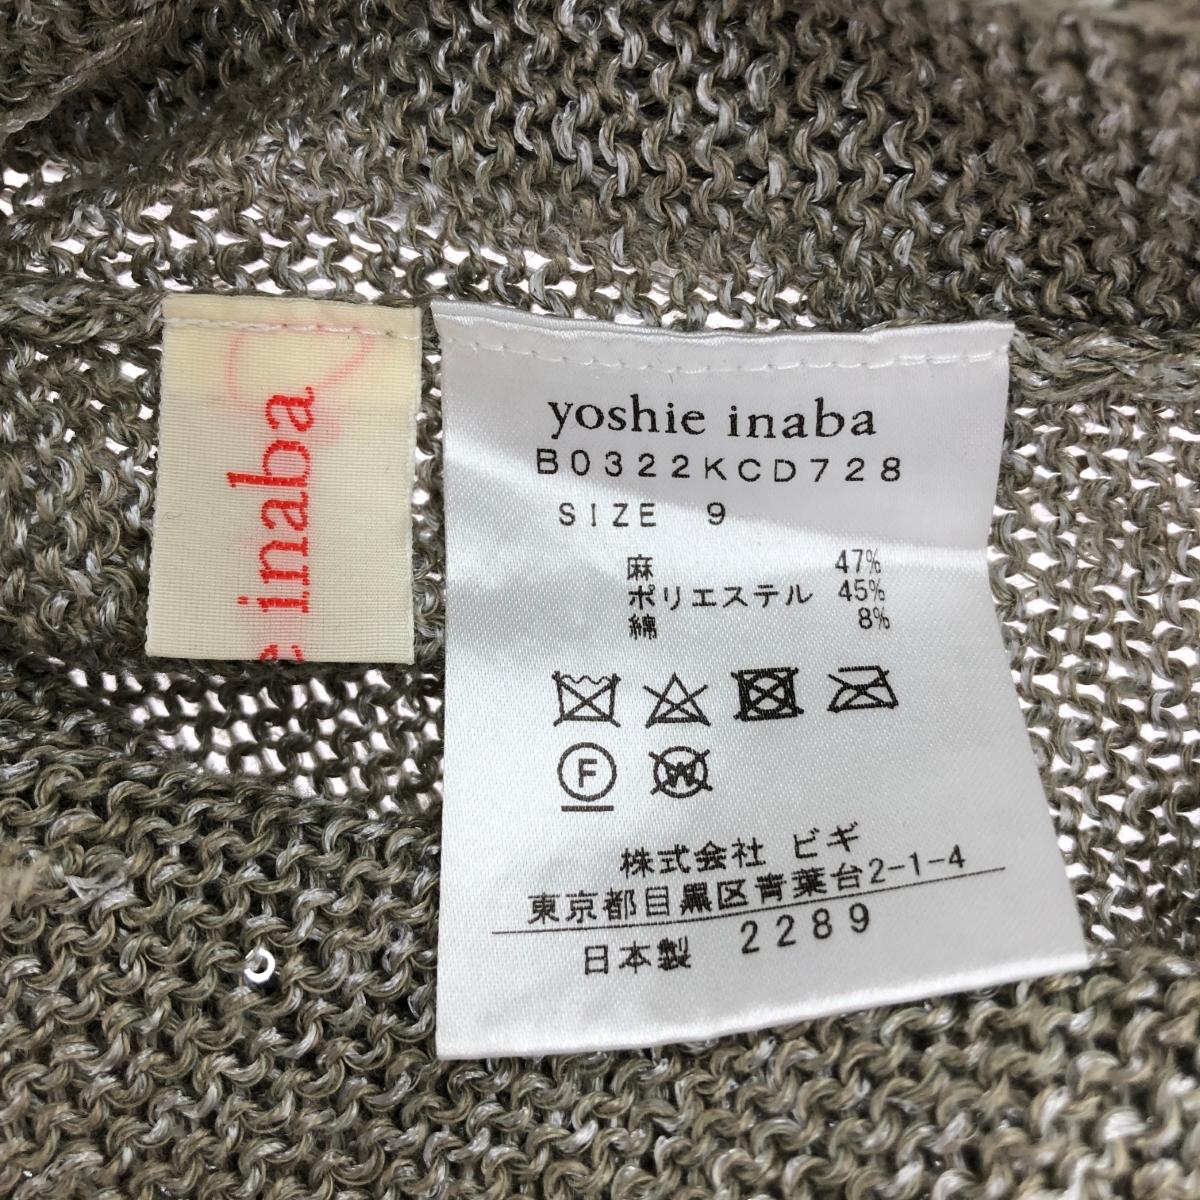 e inaba
yoshie inaba
B0322KCD728
SIZE 9
麻 47%
ポリエステル 45%
綿 8%
F W
株式会社 ビギ
東京都目黒区青葉台2-1-4
日本製 2289